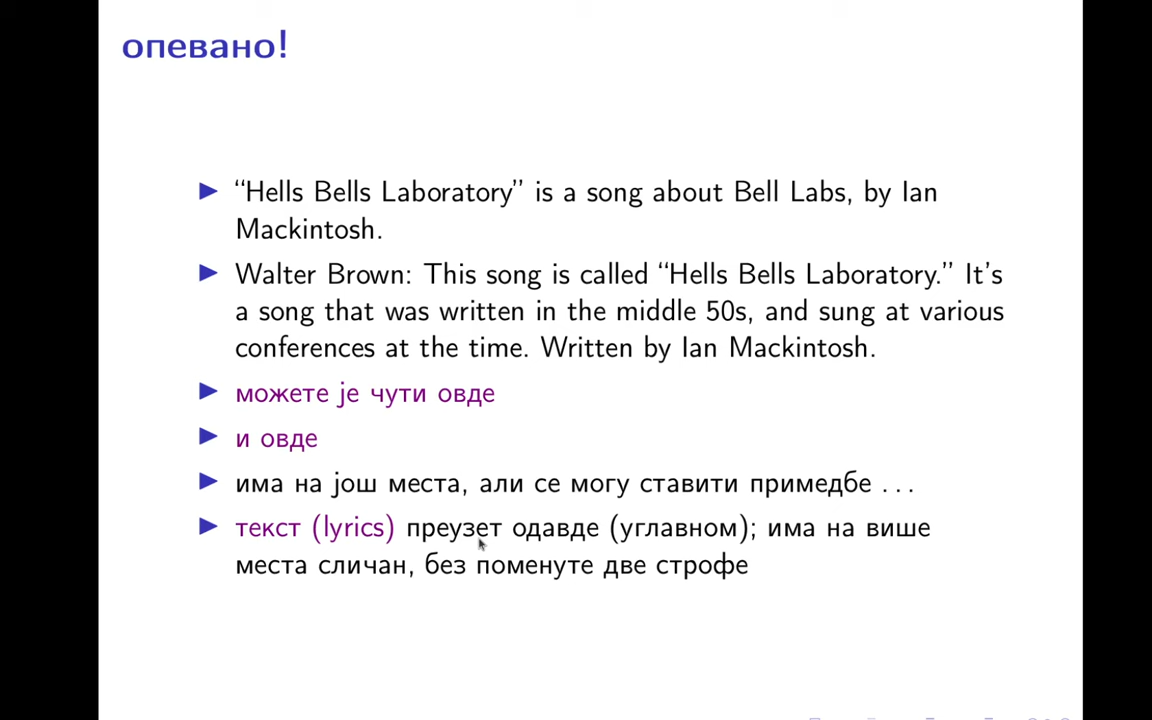 опевано!
“Hells Bells Laboratory” is a song about Bell Labs, by Ian
Mackintosh.
Walter Brown: This song is called “Hells Bells Laboratory.” It's
a song that was written in the middle 50s, and sung at various
conferences at the time. Written by Ian Mackintosh.
можете је чути овде
и овде
има на још места, али се могу ставити примедбе ...
текст (lyrics) преузет одавде (углавном); има на више
места сличан, без поменуте две строфе